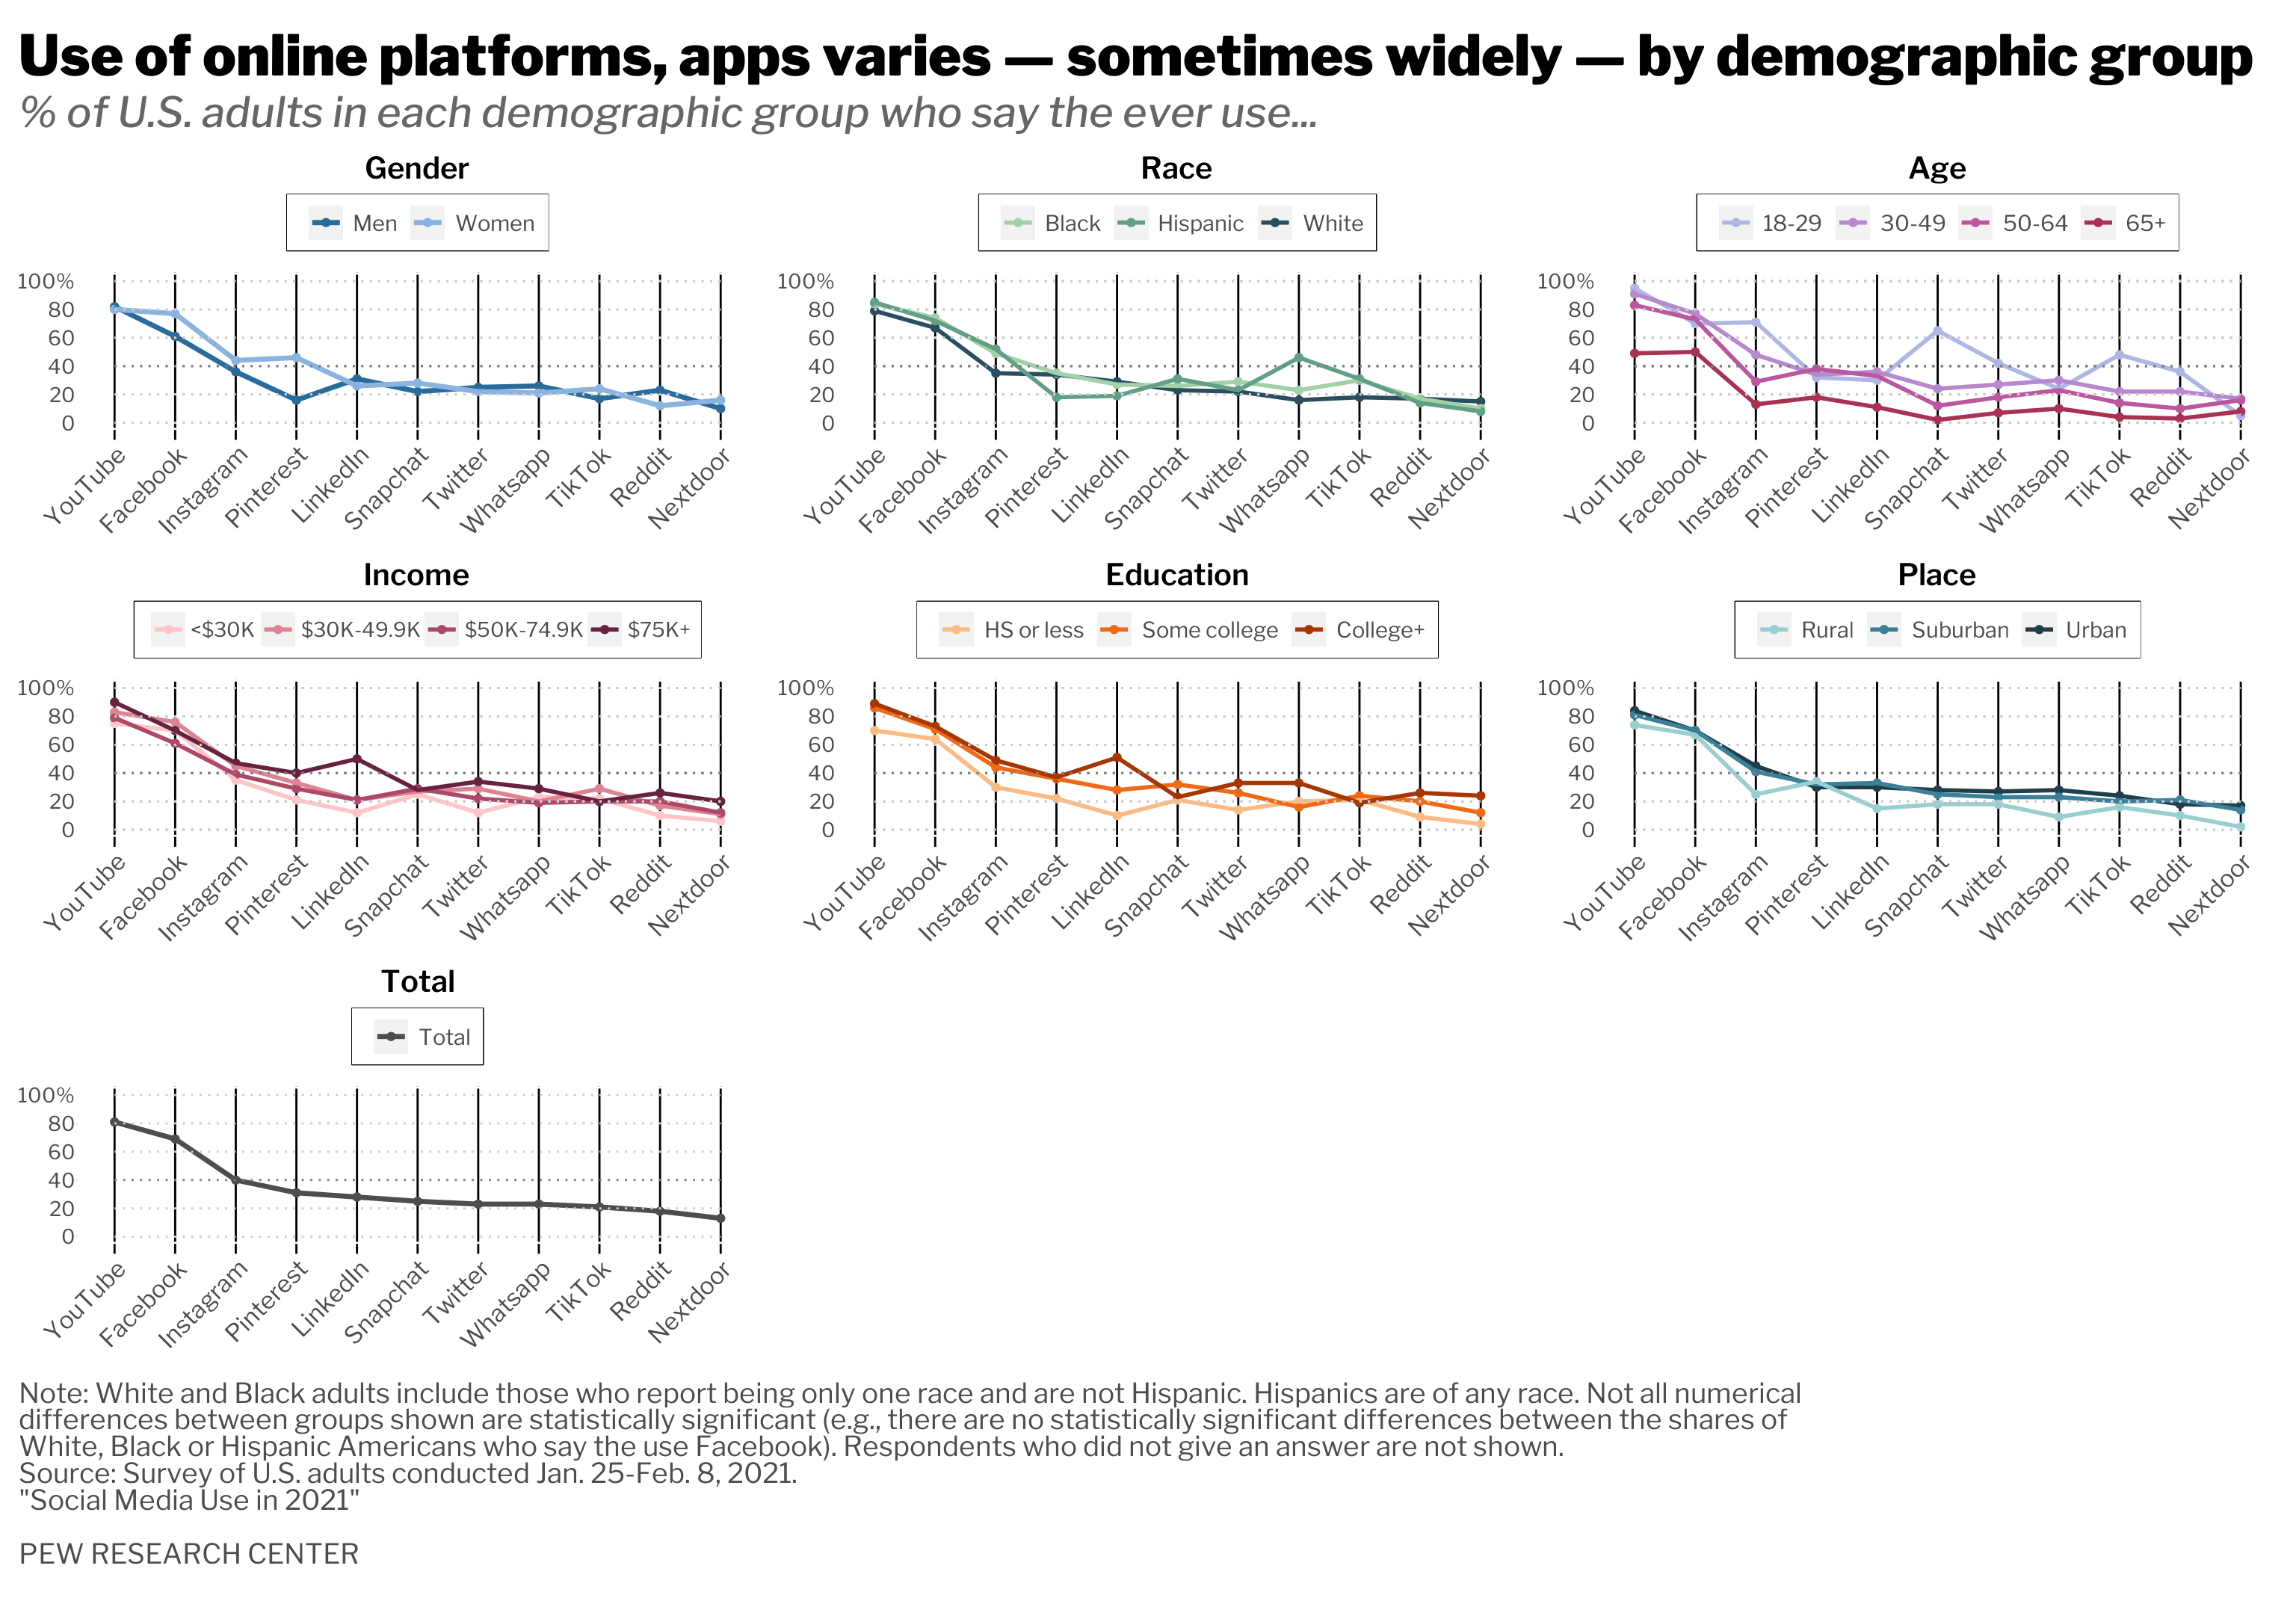 Use of online platforms, apps varies — sometimes widely — by demographic group
% of U.S. adults in each demographic group who say the ever use...
Gender
Men Women
100%
80
60
40
20
0
YouTube Facebook Instagram Pinterest LinkedIn Snapchat Twitter Whatsapp TikTok Reddit Nextdoor
Race
Black Hispanic White
100%
80
60
40
20
0
YouTube Facebook Instagram Pinterest LinkedIn Snapchat Twitter Whatsapp TikTok Reddit Nextdoor
Age
18-29 30-49 50-64 65+
100%
80
60
40
20
0
YouTube Facebook Instagram Pinterest LinkedIn Snapchat Twitter Whatsapp TikTok Reddit Nextdoor
Income
<$30K $30K-49.9K $50K-74.9K $75K+
100%
80
60
40
20
0
YouTube Facebook Instagram Pinterest LinkedIn Snapchat Twitter Whatsapp TikTok Reddit Nextdoor
Education
HS or less Some college College+
100%
80
60
40
20
0
YouTube Facebook Instagram Pinterest LinkedIn Snapchat Twitter Whatsapp TikTok Reddit Nextdoor
Place
Rural Suburban Urban
100%
80
60
40
20
0
YouTube Facebook Instagram Pinterest LinkedIn Snapchat Twitter Whatsapp TikTok Reddit Nextdoor
Total
Total
100%
80
60
40
20
0
YouTube Facebook Instagram Pinterest LinkedIn Snapchat Twitter Whatsapp TikTok Reddit Nextdoor
Note: White and Black adults include those who report being only one race and are not Hispanic. Hispanics are of any race. Not all numerical
differences between groups shown are statistically significant (e.g., there are no statistically significant differences between the shares of
White, Black or Hispanic Americans who say the use Facebook). Respondents who did not give an answer are not shown.
Source: Survey of U.S. adults conducted Jan. 25-Feb. 8, 2021.
"Social Media Use in 2021"
PEW RESEARCH CENTER